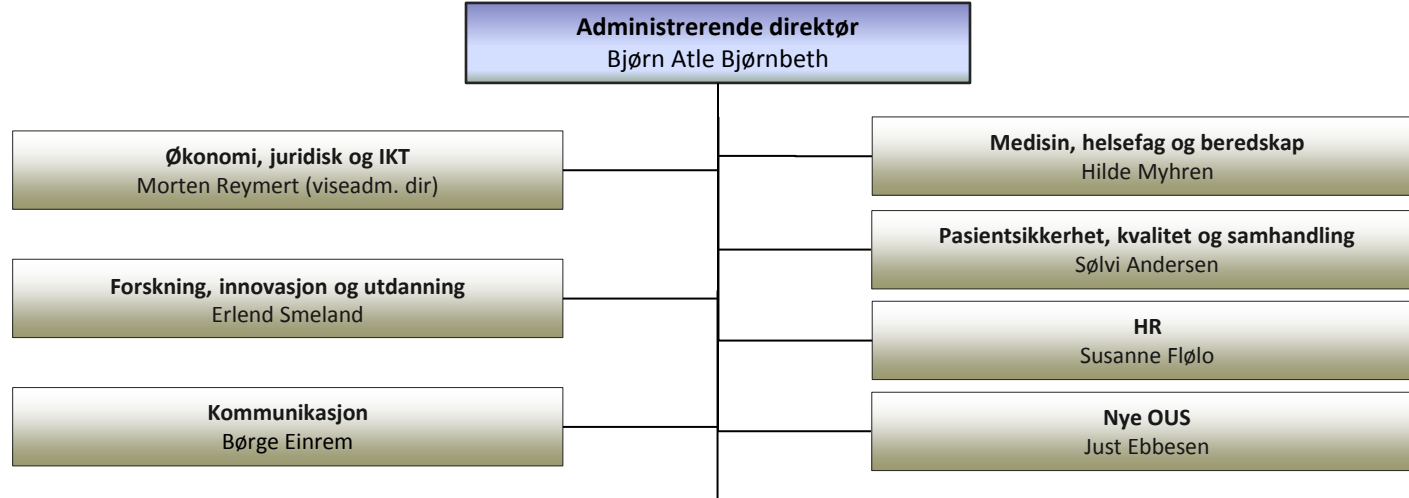 Administrerende direktør
Bjørn Atle Bjørnbeth
Økonomi, juridisk og IKT
Morten Reymert (viseadm. dir)
Forskning, innovasjon og utdanning
Erlend Smeland
Kommunikasjon
Børge Einrem
Medisin, helsefag og beredskap
Hilde Myhren
Pasientsikkerhet, kvalitet og samhandling
Sølvi Andersen
HR
Susanne Flølo
Nye OUS
Just Ebbesen